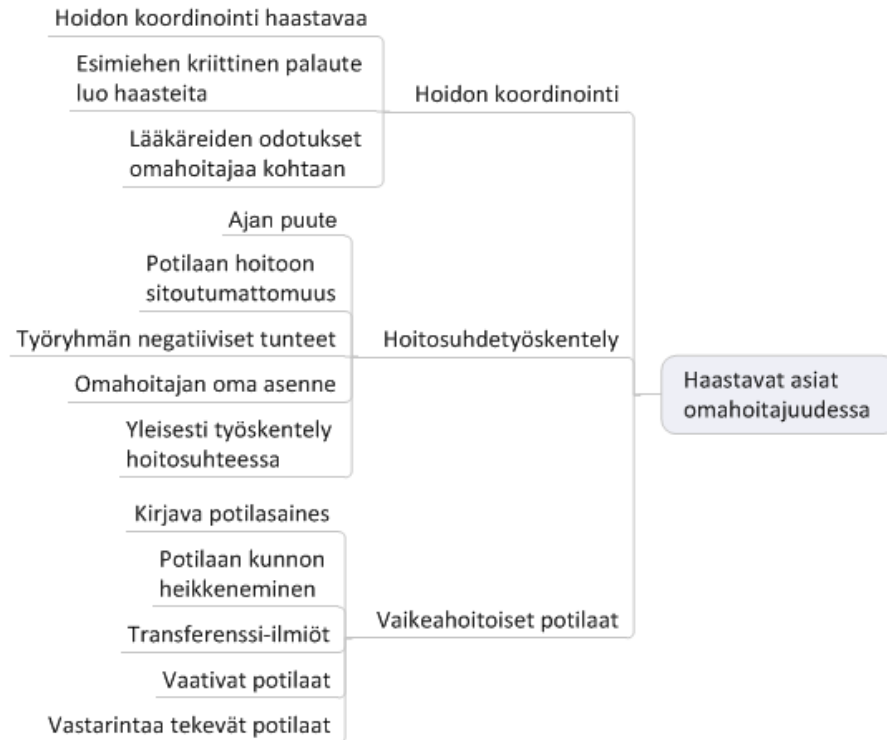 Hoidon koordinointi haastavaa
Esimiehen kriittinen palaute
luo haasteita
Lääkäreiden odotukset
omahoitajaa kohtaan
Hoidon koordinointi
Ajan puute
Potilaan hoitoon
sitoutumattomuus
Työryhmän negatiiviset tunteet
Omahoitajan oma asenne
Yleisesti työskentely
hoitosuhteessa
Hoitosuhdetyöskentely
Kirjava potilasaines
Potilaan kunnon
heikkeneminen
Transferenssi-ilmiöt
Vaativat potilaat
Vastarintaa tekevät potilaat
Vaikeahoitoiset potilaat
Haastavat asiat
omahoitajuudessa